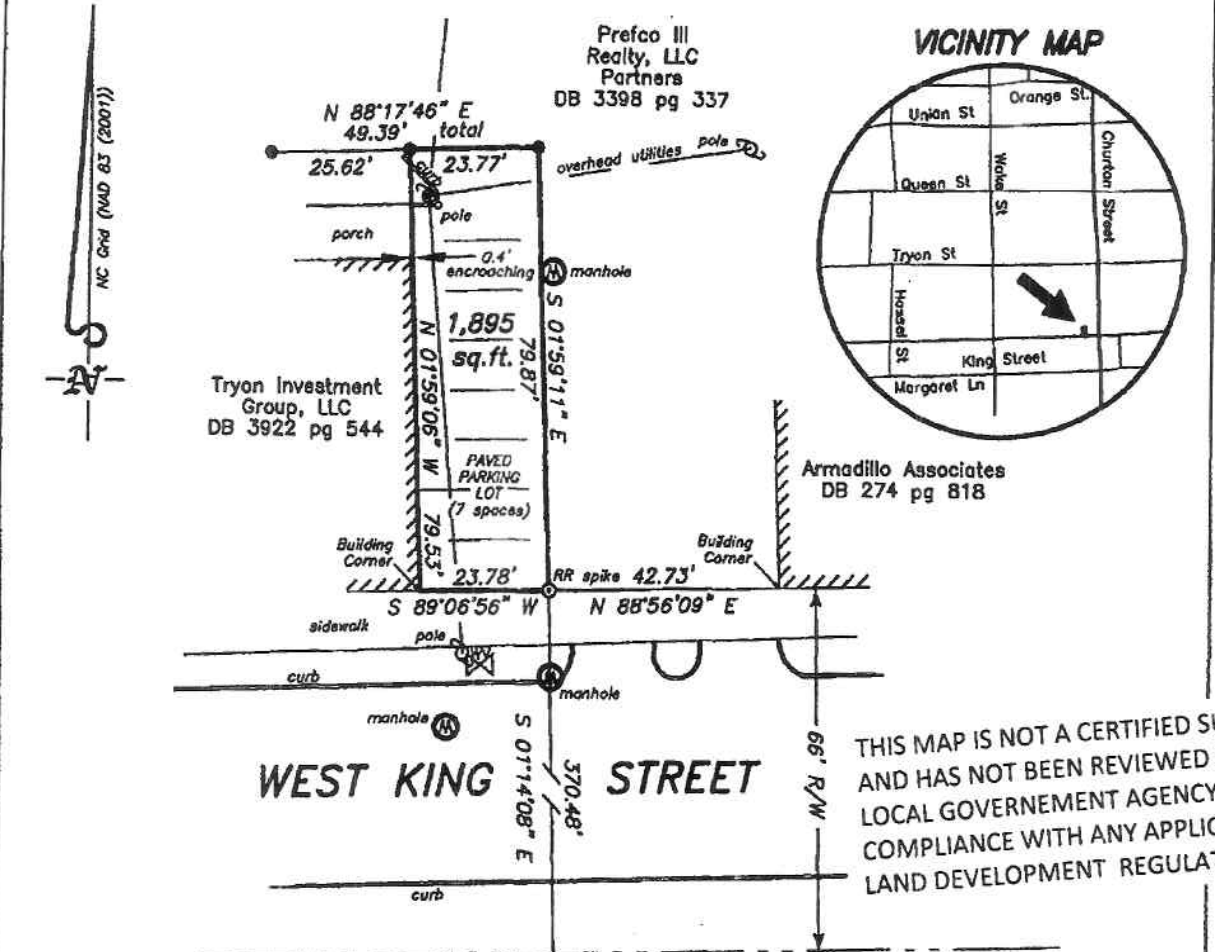 VICINITY MAP
Prefco III
Realty, LLC
Partners
DB 3398 pg 337
NC Grid (NAD 83 (2001))
N
N 88°17'46" E
49.39' total
25.62'
23.77'
curb
pole
overhead utilities pole
porch
0.4'
encroaching
manhole
1,895
sq.ft.
N 01°59'06" W
79.53'
S 01°59'11" E
79.87'
Tryon Investment
Group, LLC
DB 3922 pg 544
PAVED
PARKING
LOT
(7 spaces)
Union St
Orange St.
Wake St
Churton Street
Queen St
Tryon St
Hassel St
King Street
Margaret Ln
Armadillo Associates
DB 274 pg 818
Building
Corner
Building
Corner
23.78'
RR spike 42.73'
S 89°06'56" W
N 88°56'09" E
sidewalk
pole
curb
manhole
manhole
S 01°14'08" E
370.48'
WEST KING STREET
66' R/W
curb
THIS MAP IS NOT A CERTIFIED SU
AND HAS NOT BEEN REVIEWED
LOCAL GOVERNEMENT AGENCY
COMPLIANCE WITH ANY APPLIC
LAND DEVELOPMENT REGULAT